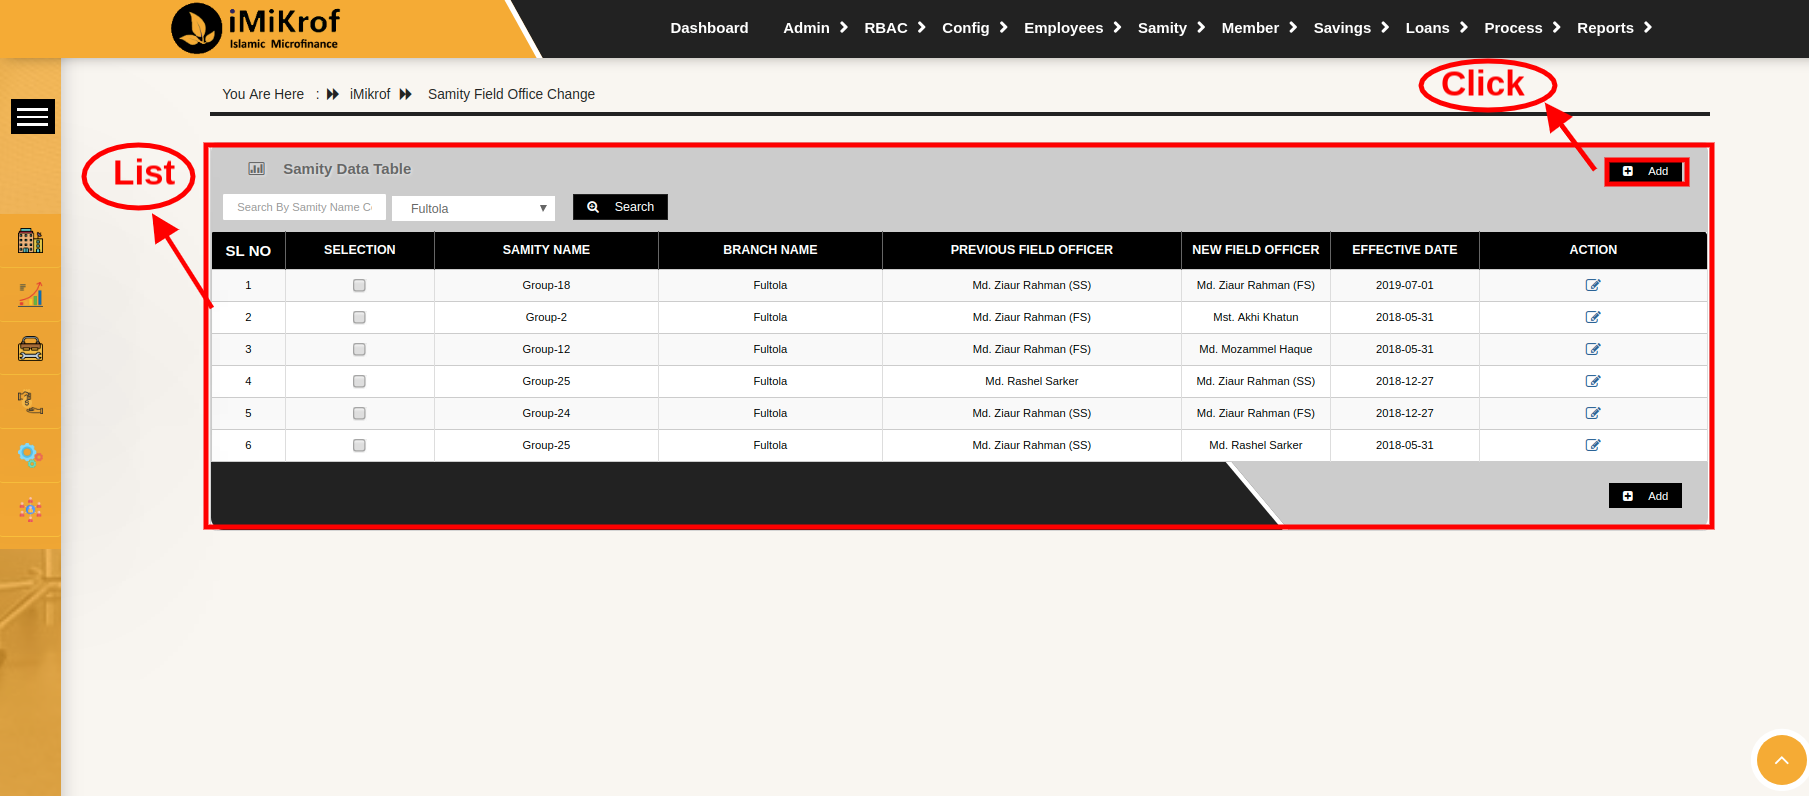 iMiKrof
Islamic Microfinance
Dashboard Admin RBAC Config Employees Samity Member Savings Loans Process Reports
Click
You Are Here : iMikrof Samity Field Office Change
List
Samity Data Table
Add
Search By Samity Name C
Fultola
Search
SL NO SELECTION SAMITY NAME BRANCH NAME PREVIOUS FIELD OFFICER NEW FIELD OFFICER EFFECTIVE DATE ACTION
1 Group-18 Fultola Md. Ziaur Rahman (SS) Md. Ziaur Rahman (FS) 2019-07-01
2 Group-2 Fultola Md. Ziaur Rahman (FS) Mst. Akhi Khatun 2018-05-31
3 Group-12 Fultola Md. Ziaur Rahman (FS) Md. Mozammel Haque 2018-05-31
4 Group-25 Fultola Md. Rashel Sarker Md. Ziaur Rahman (SS) 2018-12-27
5 Group-24 Fultola Md. Ziaur Rahman (SS) Md. Ziaur Rahman (FS) 2018-12-27
6 Group-25 Fultola Md. Ziaur Rahman (SS) Md. Rashel Sarker 2018-05-31
Add